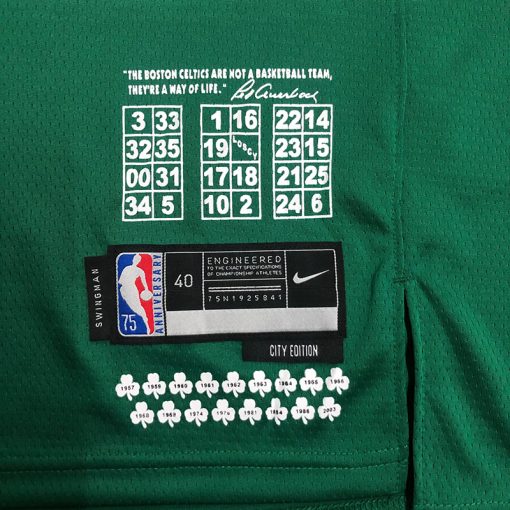 "THE BOSTON CELTICS ARE NOT A BASKETBALL TEAM,
THEY'RE A WAY OF LIFE." Red Auerbach
3 33 1 16 22 14
32 35 19 LOSCY 23 15
00 31 17 18 21 25
34 5 10 2 24 6
SWINGMAN
75
ANNIVERSARY
40
ENGINEERED
TO THE EXACT SPECIFICATIONS
OF CHAMPIONSHIP ATHLETES
75N1925841
CITY EDITION
1957 1959 1960 1961 1962 1963 1964 1965 1966
1968 1969 1974 1976 1981 1984 1986